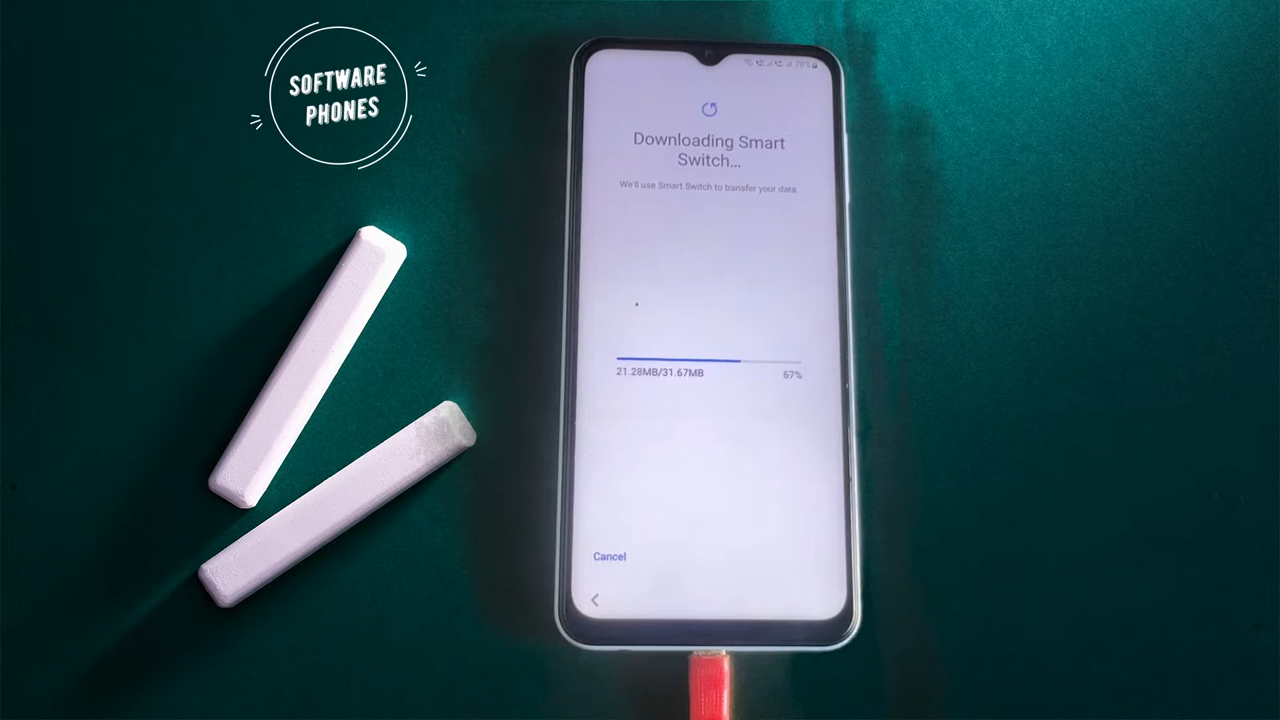 SOFTWARE
PHONES
78%
Downloading Smart
Switch...
We'll use Smart Switch to transfer your data.
21.28MB/31.67MB
67%
Cancel